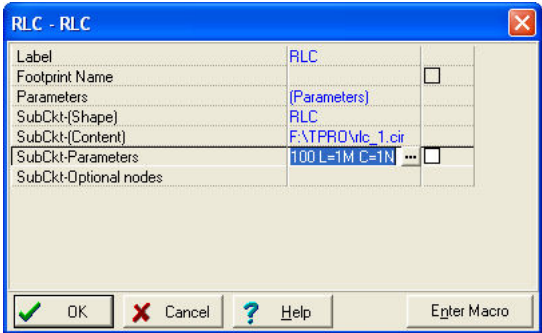 RLC - RLC
Label RLC
Footprint Name
Parameters (Parameters)
SubCkt-(Shape) RLC
SubCkt-(Content) F:\TPRO\rlc_1.cir
SubCkt-Parameters 100 L=1M C=1N ...
SubCkt-Optional nodes
OK Cancel ? Help Enter Macro